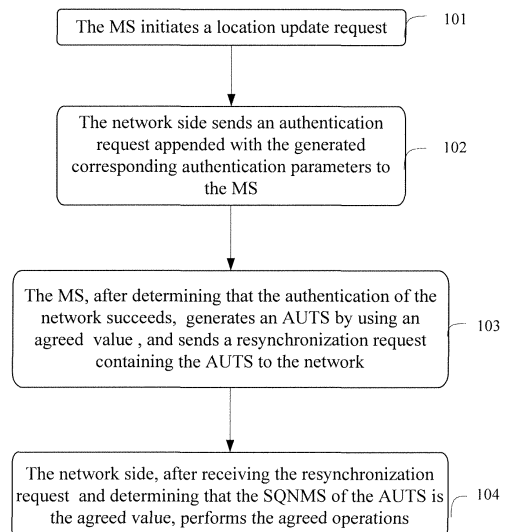 The MS initiates a location update request
101
The network side sends an authentication
request appended with the generated
corresponding authentication parameters to
the MS
102
The MS, after determining that the authentication of the
network succeeds, generates an AUTS by using an
agreed value , and sends a resynchronization request
containing the AUTS to the network
103
The network side, after receiving the resynchronization
request and determining that the SQNMS of the AUTS is
the agreed value, performs the agreed operations
104